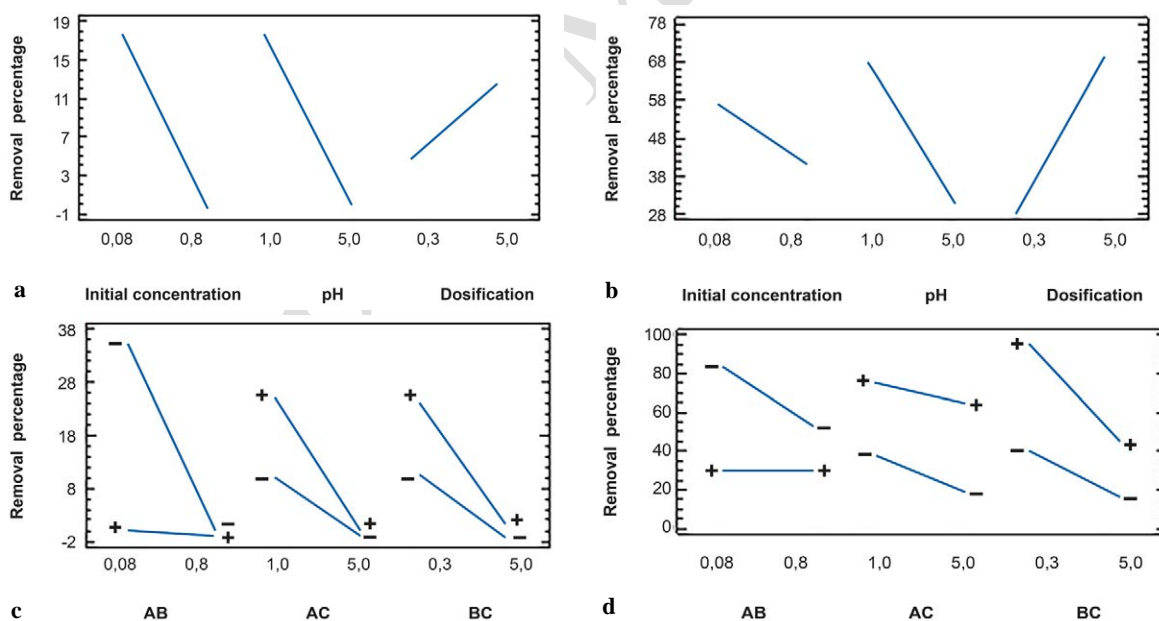 19
15
11
7
3
-1
Removal percentage
0,08 0,8 1,0 5,0 0,3 5,0
a Initial concentration pH Dosification
78
68
58
48
38
28
Removal percentage
0,08 0,8 1,0 5,0 0,3 5,0
b Initial concentration pH Dosification
38
28
18
8
-2
Removal percentage
0,08 0,8 1,0 5,0 0,3 5,0
c AB AC BC
100
80
60
40
20
0
Removal percentage
0,08 0,8 1,0 5,0 0,3 5,0
d AB AC BC